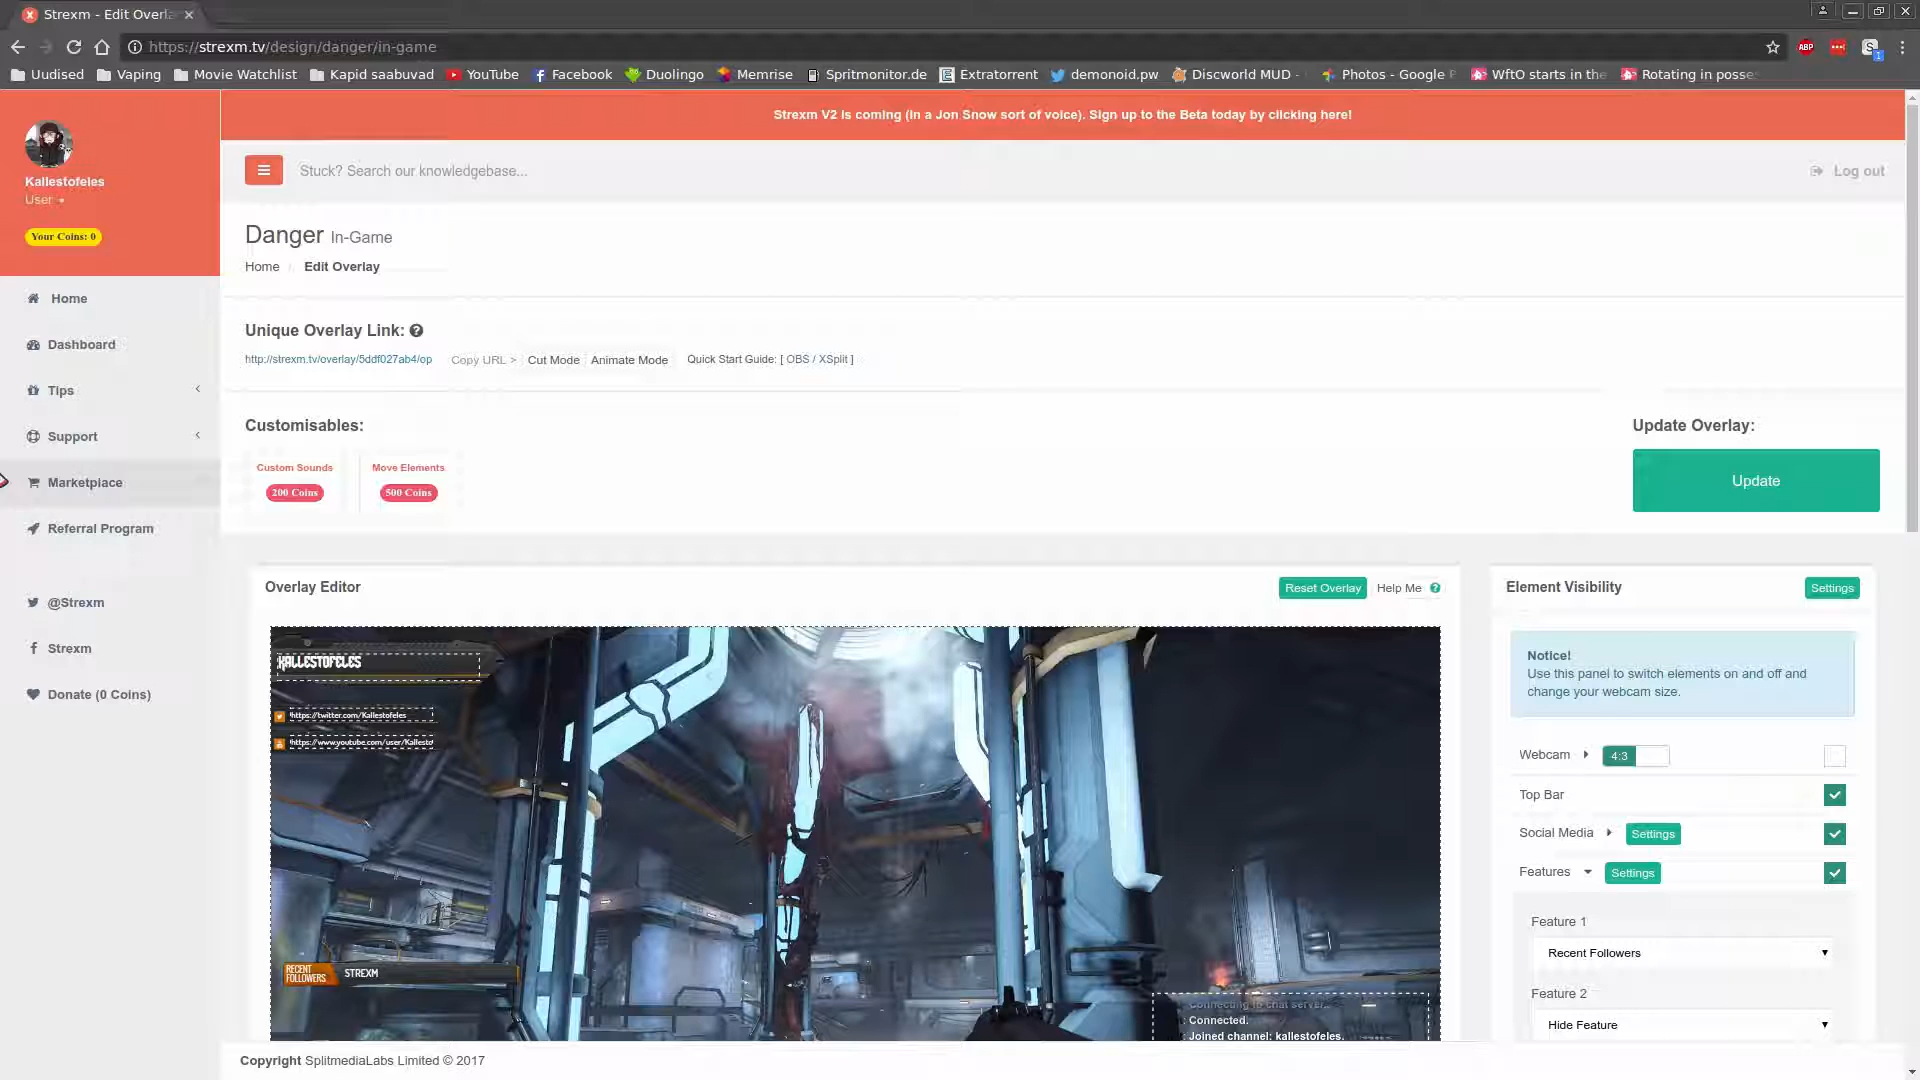 Strexm - Edit Overla
https://strexm.tv/design/danger/in-game
ABP
S
1
Uudised
Vaping
Movie Watchlist
Kapid saabuvad
YouTube
Facebook
Duolingo
Memrise
Spritmonitor.de
Extratorrent
demonoid.pw
Discworld MUD -
Photos - Google P
WftO starts in the
Rotating in posse
Strexm V2 is coming (in a Jon Snow sort of voice). Sign up to the Beta today by clicking here!
Kallestofeles
User
Your Coins: 0
Stuck? Search our knowledgebase...
Log out
Danger In-Game
Home / Edit Overlay
Home
Dashboard
Tips
Support
Marketplace
Referral Program
@Strexm
Strexm
Donate (0 Coins)
Unique Overlay Link:
http://strexm.tv/overlay/5ddf027ab4/op Copy URL > Cut Mode Animate Mode Quick Start Guide: [ OBS / XSplit ]
Customisables:
Custom Sounds
200 Coins
Move Elements
500 Coins
Update Overlay:
Update
Overlay Editor
Reset Overlay
Help Me
KALLESTOFELES
https://twitter.com/Kallestofeles
https://www.youtube.com/user/Kallesto
RECENT
FOLLOWERS
STREXM
Connecting to chat server...
: Connected.
: Joined channel: kallestofeles.
Element Visibility
Settings
Notice!
Use this panel to switch elements on and off and
change your webcam size.
Webcam
4:3
Top Bar
Social Media
Settings
Features
Settings
Feature 1
Recent Followers
Feature 2
Hide Feature
Copyright SplitmediaLabs Limited © 2017